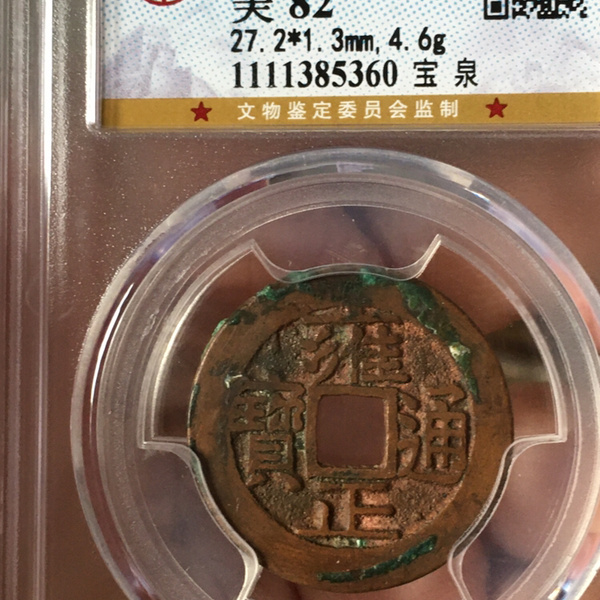 美 82
27.2*1.3mm,4.6g
1111385360 宝 泉
★ 文物鉴定委员会监制 ★
雍
寶 通
正